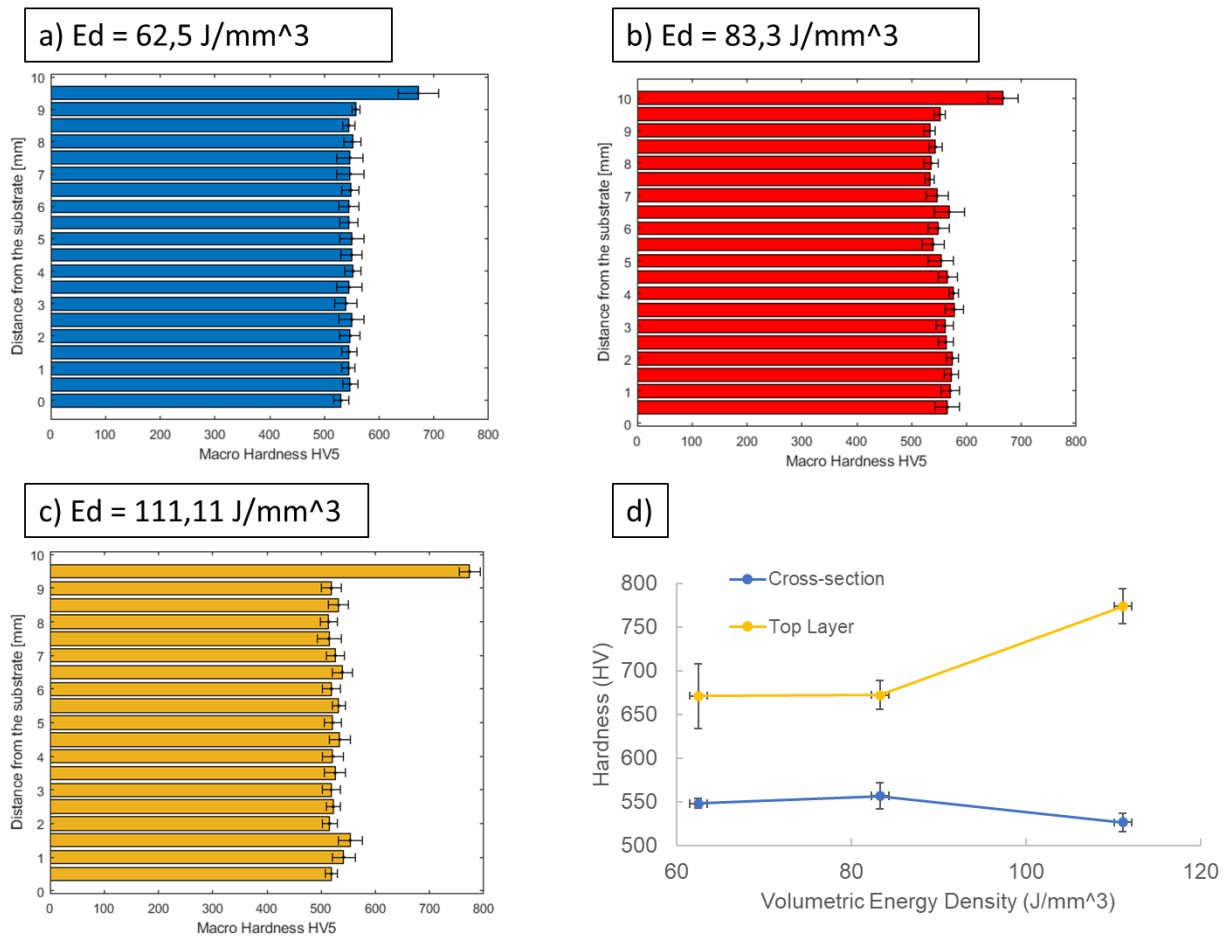 a) Ed = 62,5 J/mm^3
10
9
8
7
6
5
4
3
2
1
0
Distance from the substrate [mm]
0 100 200 300 400 500 600 700 800
Macro Hardness HV5
b) Ed = 83,3 J/mm^3
10
9
8
7
6
5
4
3
2
1
0
Distance from the substrate [mm]
0 100 200 300 400 500 600 700 800
Macro Hardness HV5
c) Ed = 111,11 J/mm^3
10
9
8
7
6
5
4
3
2
1
0
Distance from the substrate [mm]
0 100 200 300 400 500 600 700 800
Macro Hardness HV5
d)
Cross-section
Top Layer
800
750
700
650
600
550
500
Hardness (HV)
60 80 100 120
Volumetric Energy Density (J/mm^3)